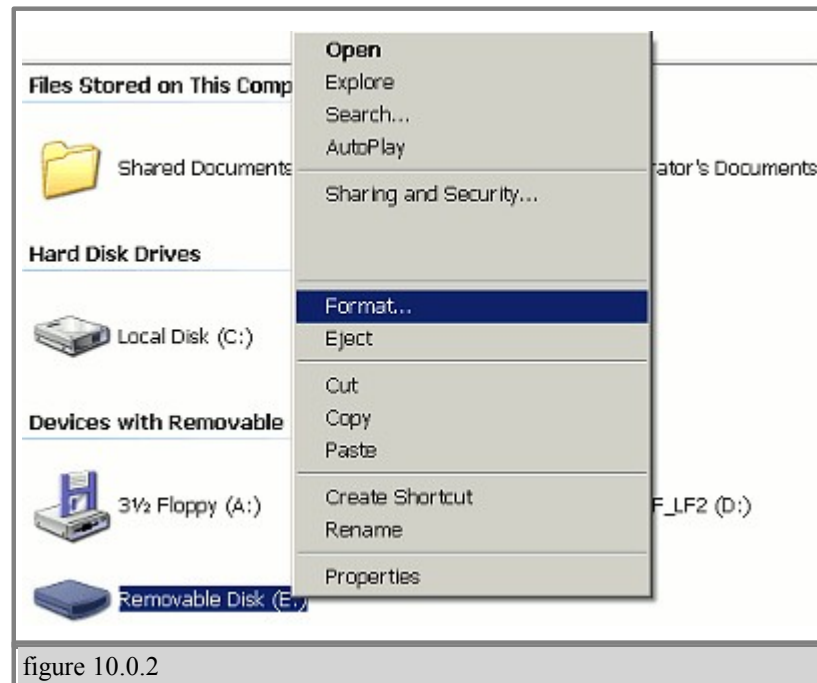 Open
Files Stored on This Comp
Explore
Search...
AutoPlay
Shared Documents
ator's Documents
Sharing and Security...
Hard Disk Drives
Format...
Local Disk (C:)
Eject
Cut
Devices with Removable
Copy
Paste
3½ Floppy (A:)
Create Shortcut
F_LF2 (D:)
Rename
Properties
Removable Disk (E:)
figure 10.0.2